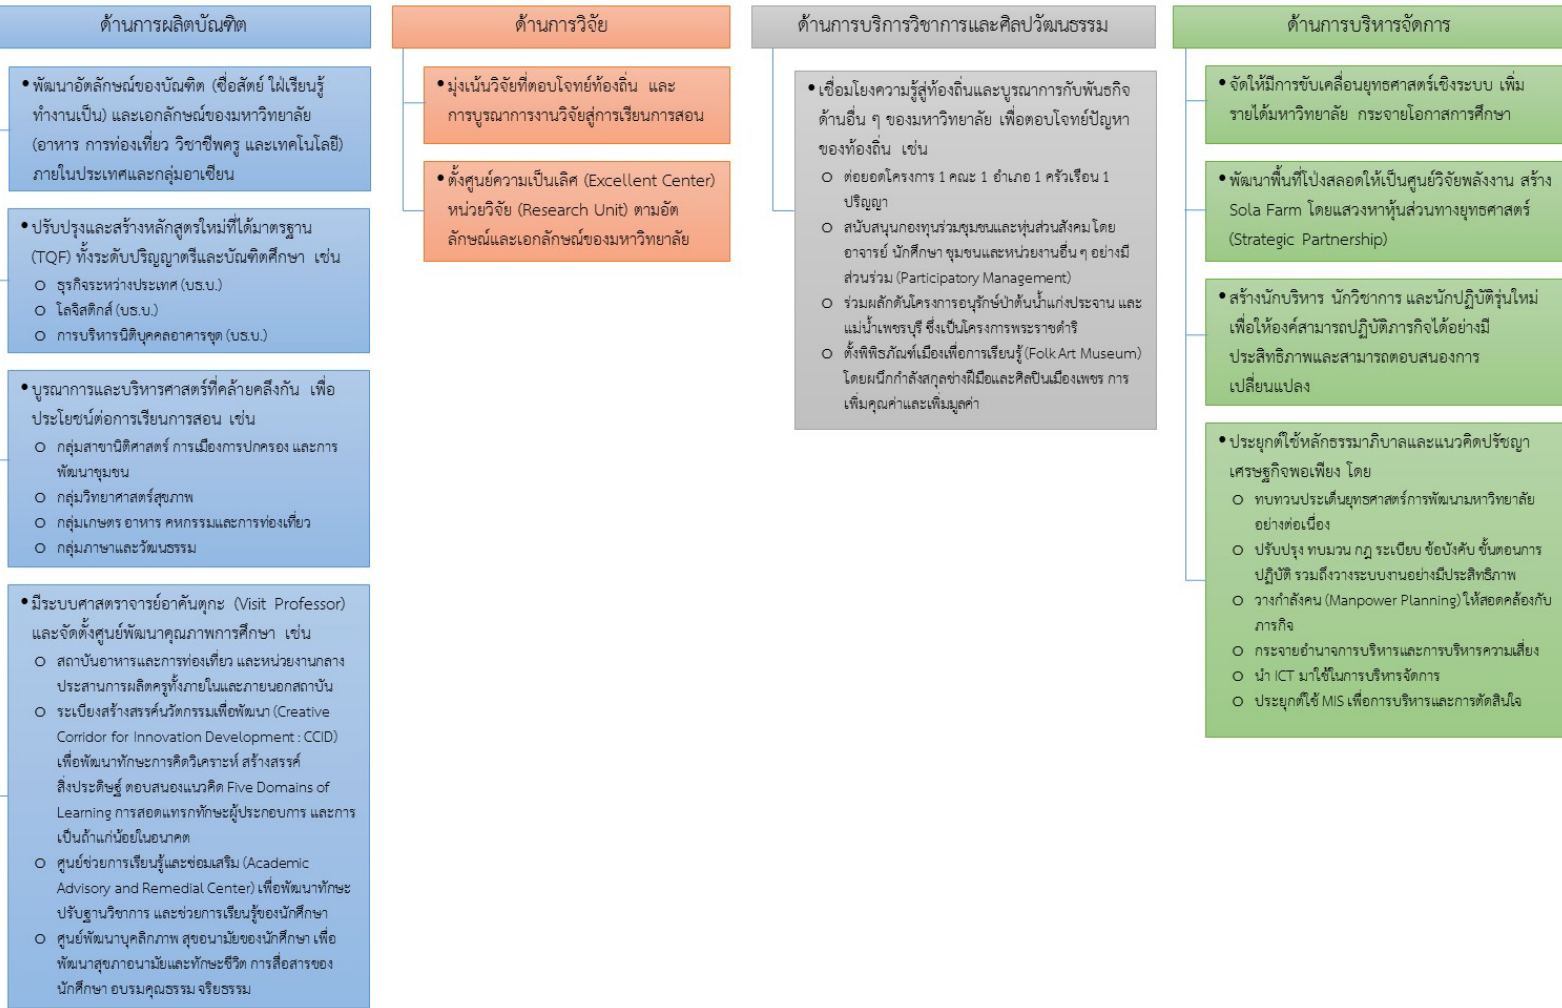 ด้านการผลิตบัณฑิต
•พัฒนาอัตลักษณ์ของบัณฑิต (ซื่อสัตย์ ใฝ่เรียนรู้
ทำงานเป็น) และเอกลักษณ์ของมหาวิทยาลัย
(อาหาร การท่องเที่ยว วิชาชีพครู และเทคโนโลยี)
ภายในประเทศและกลุ่มอาเซียน
•ปรับปรุงและสร้างหลักสูตรใหม่ที่ได้มาตรฐาน
(TQF) ทั้งระดับปริญญาตรีและบัณฑิตศึกษา เช่น
o ธุรกิจระหว่างประเทศ (บธ.บ.)
o โลจิสติกส์ (บธ.บ.)
o การบริหารนิติบุคคลอาคารชุด (บธ.บ.)
•บูรณาการและบริหารศาสตร์ที่คล้ายคลึงกัน เพื่อ
ประโยชน์ต่อการเรียนการสอน เช่น
o กลุ่มสาขานิติศาสตร์ การเมืองการปกครอง และการ
พัฒนาชุมชน
o กลุ่มวิทยาศาสตร์สุขภาพ
o กลุ่มเกษตร อาหาร คหกรรมและการท่องเที่ยว
o กลุ่มภาษาและวัฒนธรรม
•มีระบบศาสตราจารย์อาคันตุกะ (Visit Professor)
และจัดตั้งศูนย์พัฒนาคุณภาพการศึกษา เช่น
o สถาบันอาหารและการท่องเที่ยว และหน่วยงานกลาง
ประสานการผลิตครูทั้งภายในและภายนอกสถาบัน
o ระเบียงสร้างสรรค์นวัตกรรมเพื่อพัฒนา (Creative
Corridor for Innovation Development : CCID)
เพื่อพัฒนาทักษะการคิดวิเคราะห์ สร้างสรรค์
สิ่งประดิษฐ์ ตอบสนองแนวคิด Five Domains of
Learning การสอดแทรกทักษะผู้ประกอบการ และการ
เป็นเถ้าแก่น้อยในอนาคต
o ศูนย์ช่วยการเรียนรู้และซ่อมเสริม (Academic
Advisory and Remedial Center) เพื่อพัฒนาทักษะ
ปรับฐานวิชาการ และช่วยการเรียนรู้ของนักศึกษา
o ศูนย์พัฒนาบุคลิกภาพ สุขอนามัยของนักศึกษา เพื่อ
พัฒนาสุขภาอนามัยและทักษะชีวิต การสื่อสารของ
นักศึกษา อบรมคุณธรรม จริยธรรม
ด้านการวิจัย
•มุ่งเน้นวิจัยที่ตอบโจทย์ท้องถิ่น และ
การบูรณาการงานวิจัยสู่การเรียนการสอน
•ตั้งศูนย์ความเป็นเลิศ (Excellent Center)
หน่วยวิจัย (Research Unit) ตามอัต
ลักษณ์และเอกลักษณ์ของมหาวิทยาลัย
ด้านการบริการวิชาการและศิลปวัฒนธรรม
•เชื่อมโยงความรู้สู่ท้องถิ่นและบูรณาการกับพันธกิจ
ด้านอื่น ๆ ของมหาวิทยาลัย เพื่อตอบโจทย์ปัญหา
ของท้องถิ่น เช่น
o ต่อยอดโครงการ 1 คณะ 1 อำเภอ 1 ครัวเรือน 1
ปริญญา
o สนับสนุนกองทุนร่วมชุมชนและหุ่นส่วนสังคม โดย
อาจารย์ นักศึกษา ชุมชนและหน่วยงานอื่น ๆ อย่างมี
ส่วนร่วม (Participatory Management)
o ร่วมผลักดันโครงการอนุรักษ์ป่าต้นน้ำแก่งประจาน และ
แม่น้ำเพชรบุรี ซึ่งเป็นโครงการพระราชดำริ
o ตั้งพิพิธภัณฑ์เมืองเพื่อการเรียนรู้ (Folk Art Museum)
โดยผนึกกำลังสกุลช่างฝีมือและศิลปินเมืองเพชร การ
เพิ่มคุณค่าและเพิ่มมูลค่า
ด้านการบริหารจัดการ
•จัดให้มีการขับเคลื่อนยุทธศาสตร์เชิงระบบ เพิ่ม
รายได้มหาวิทยาลัย กระจายโอกาสการศึกษา
•พัฒนาพื้นที่โป่งสลอดให้เป็นศูนย์วิจัยพลังงาน สร้าง
Sola Farm โดยแสวงหาหุ้นส่วนทางยุทธศาสตร์
(Strategic Partnership)
•สร้างนักบริหาร นักวิชาการ และนักปฏิบัติรุ่นใหม่
เพื่อให้องค์สามารถปฏิบัติภารกิจได้อย่างมี
ประสิทธิภาพและสามารถตอบสนองการ
เปลี่ยนแปลง
•ประยุกต์ใช้หลักธรรมาภิบาลและแนวคิดปรัชญา
เศรษฐกิจพอเพียง โดย
o ทบทวนประเด็นยุทธศาสตร์การพัฒนามหาวิทยาลัย
อย่างต่อเนื่อง
o ปรับปรุง ทบมวน กฎ ระเบียบ ข้อบังคับ ขั้นตอนการ
ปฏิบัติ รวมถึงวางระบบงานอย่างมีประสิทธิภาพ
o วางกำลังคน (Manpower Planning) ให้สอดคล้องกับ
ภารกิจ
o กระจายอำนาจการบริหารและการบริหารความเสี่ยง
o นำ ICT มาใช้ในการบริหารจัดการ
o ประยุกต์ใช้ MIS เพื่อการบริหารและการตัดสินใจ